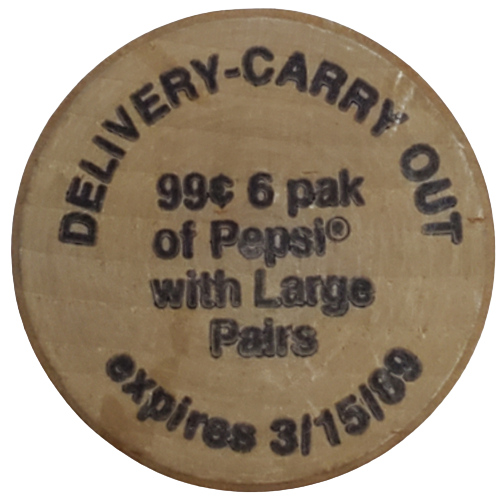 DELIVERY-CARRY OUT
99¢ 6 pak
of Pepsi®
with Large
Pairs
expires 3/15/89